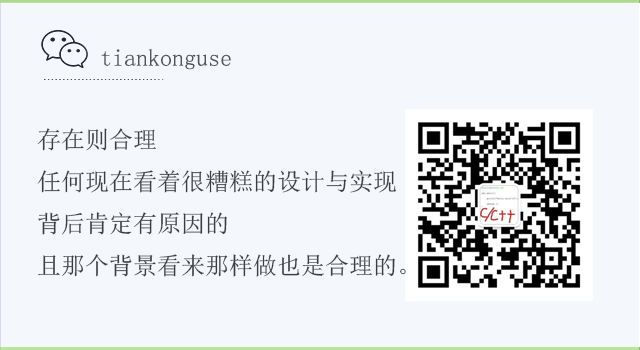 tiankonguse
存在则合理
任何现在看着很糟糕的设计与实现
背后肯定有原因的
且那个背景看来那样做也是合理的。
C/C++